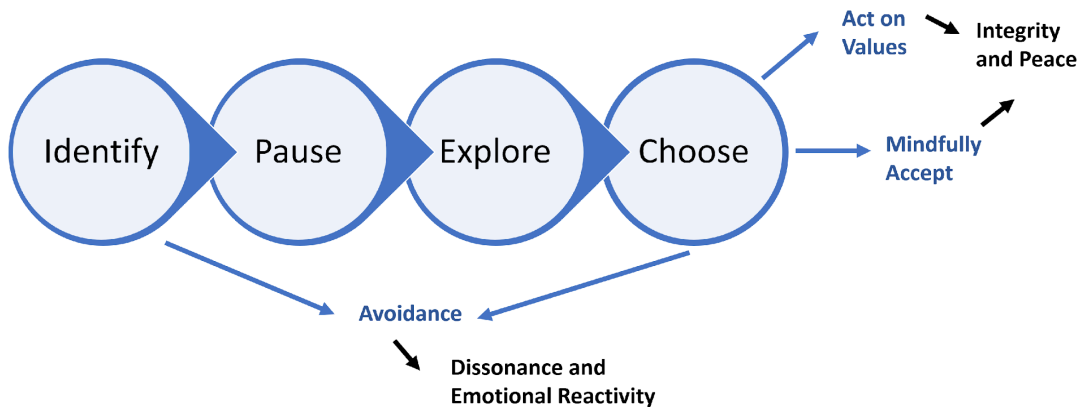 Act on
Values
Integrity
and Peace
Identify
Pause
Explore
Choose
Mindfully
Accept
Avoidance
Dissonance and
Emotional Reactivity